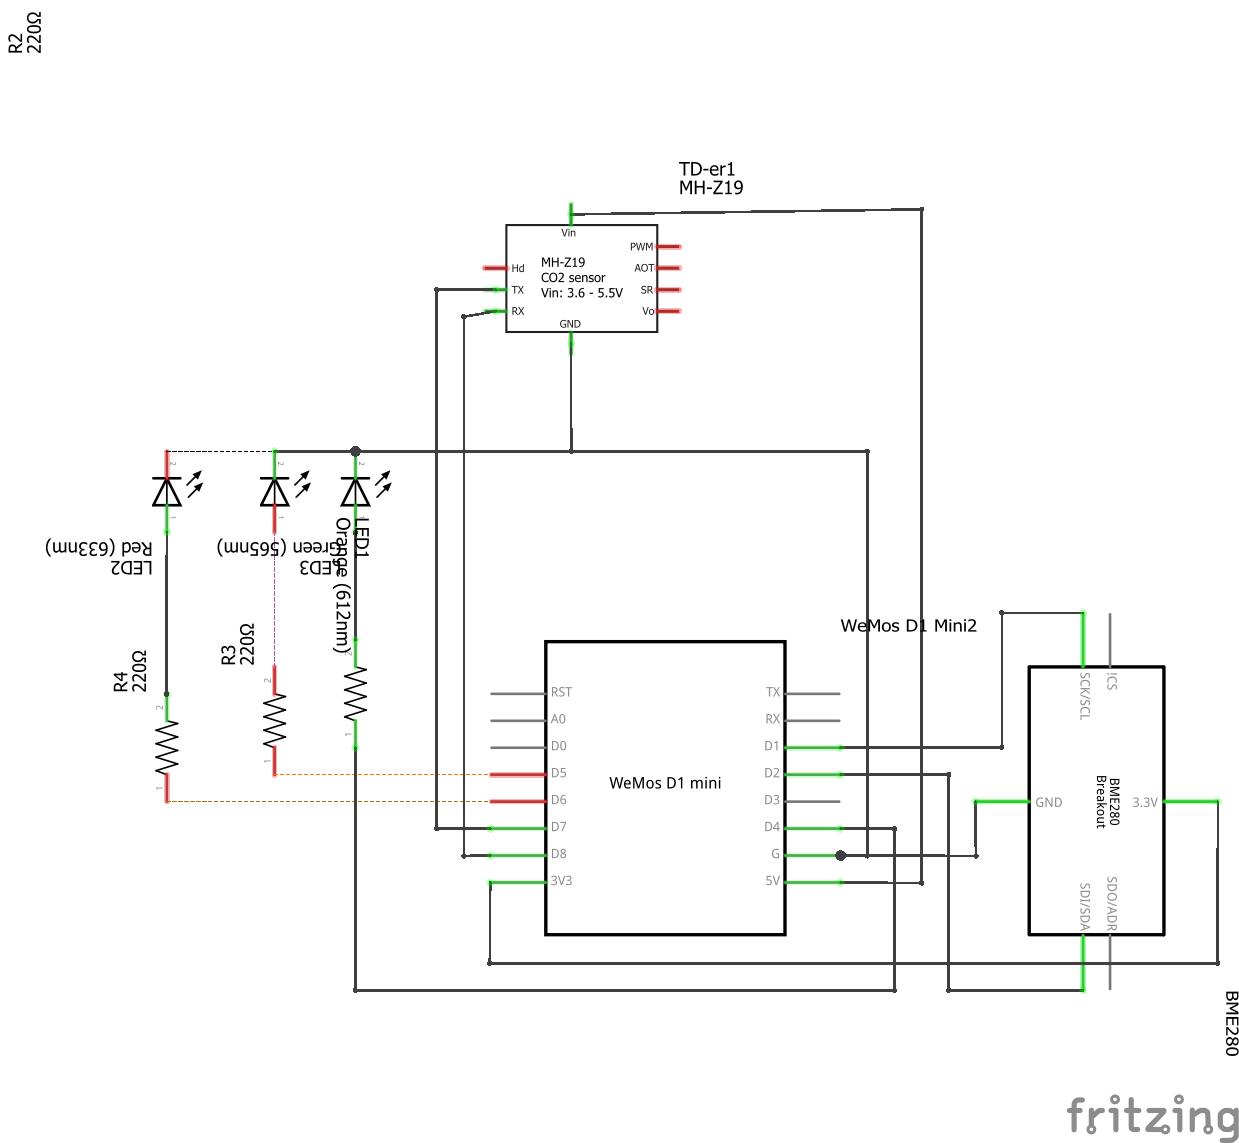 R2
220Ω
TD-er1
MH-Z19
Vin
MH-Z19
CO2 sensor
Vin: 3.6 - 5.5V
Hd
TX
RX
PWM
AOT
SR
Vo
GND
2
2
2
1
1
1
Red (633nm)
LED2
Green (565nm)
LED3
LED1
Orange (612nm)
R4
220Ω
R3
220Ω
2
2
2
1
1
1
WeMos D1 Mini2
WeMos D1 mini
RST
A0
D0
D5
D6
D7
D8
3V3
TX
RX
D1
D2
D3
D4
G
5V
SCK/SCL
!CS
GND
BME280
Breakout
3.3V
SDI/SDA
SDO/ADR
BME280
fritzing